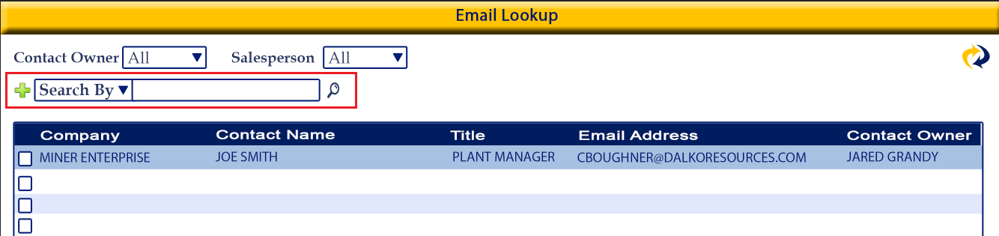 Email Lookup
Contact Owner All Salesperson All
Search By
Company Contact Name Title Email Address Contact Owner
MINER ENTERPRISE JOE SMITH PLANT MANAGER CBOUGHNER@DALKORESOURCES.COM JARED GRANDY